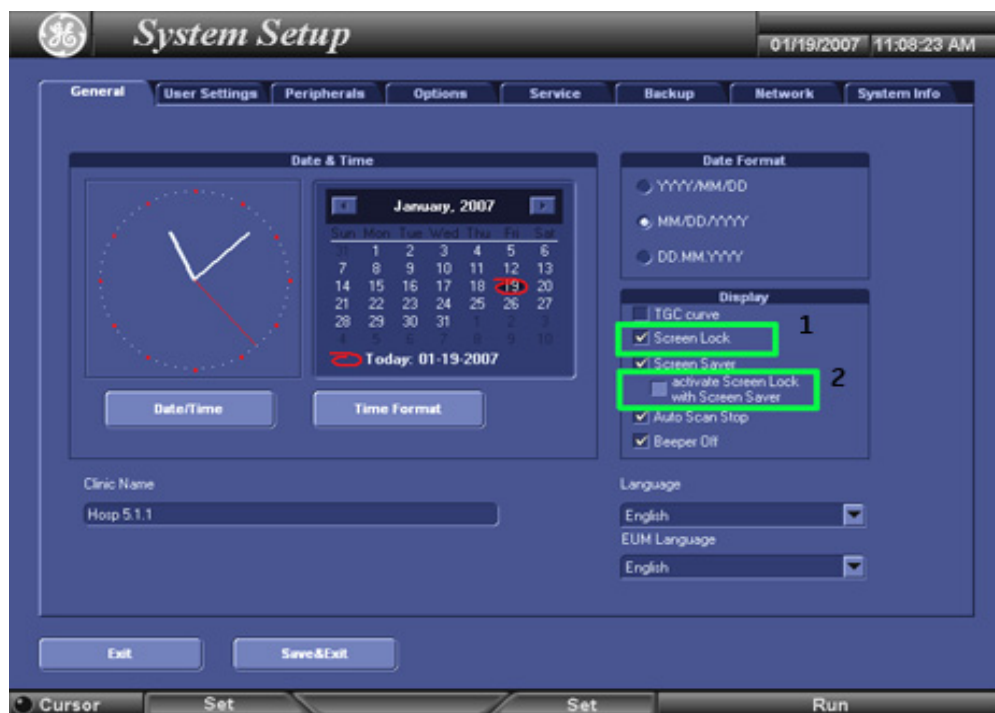 GE
System Setup
01/19/2007 11:08:23 AM
General User Settings Peripherals Options Service Backup Network System Info
Date & Time
January, 2007
Sun Mon Tue Wed Thu Fri Sat
31 1 2 3 4 5 6
7 8 9 10 11 12 13
14 15 16 17 18 19 20
21 22 23 24 25 26 27
28 29 30 31 1 2 3
4 5 6 7 8 9 10
Today: 01-19-2007
Date/Time
Time Format
Date Format
YYYY/MM/DD
MM/DD/YYYY
DD.MM.YYYY
Display
TGC curve
1
Screen Lock
Screen Saver
activate Screen Lock
with Screen Saver
2
Auto Scan Stop
Beeper Off
Clinic Name
Hosp 5.1.1
Language
English
EUM Language
English
Exit
Save&Exit
Cursor Set Set Run